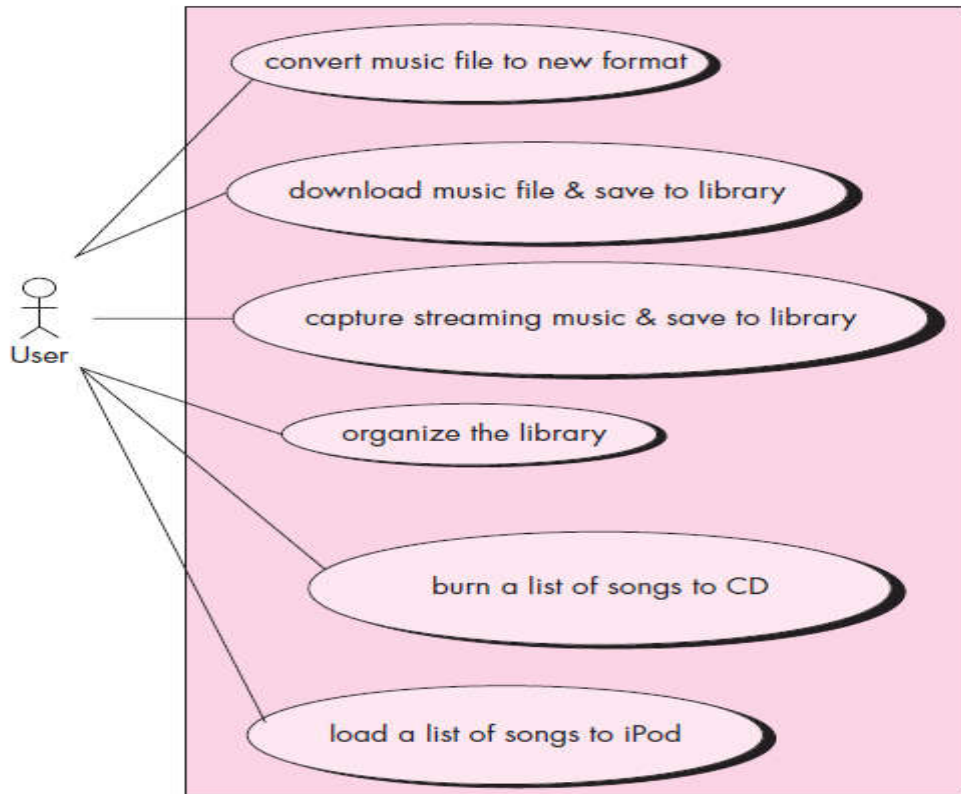 convert music file to new format
download music file & save to library
capture streaming music & save to library
User
organize the library
burn a list of songs to CD
load a list of songs to iPod